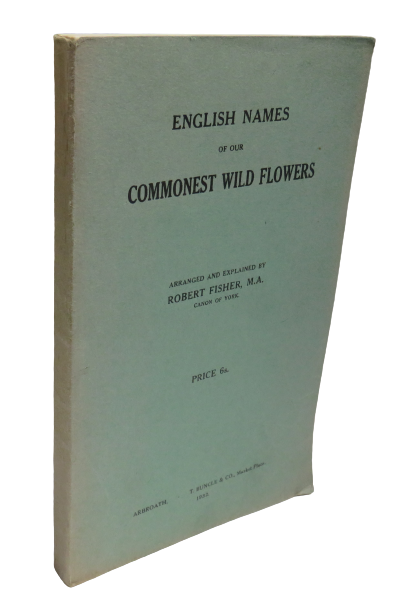 ENGLISH NAMES
OF OUR
COMMONEST WILD FLOWERS
ARRANGED AND EXPLAINED BY
ROBERT FISHER, M.A.
CANON OF YORK
PRICE 6s.
ARBROATH: T. BUNCLE & CO., Market Place.